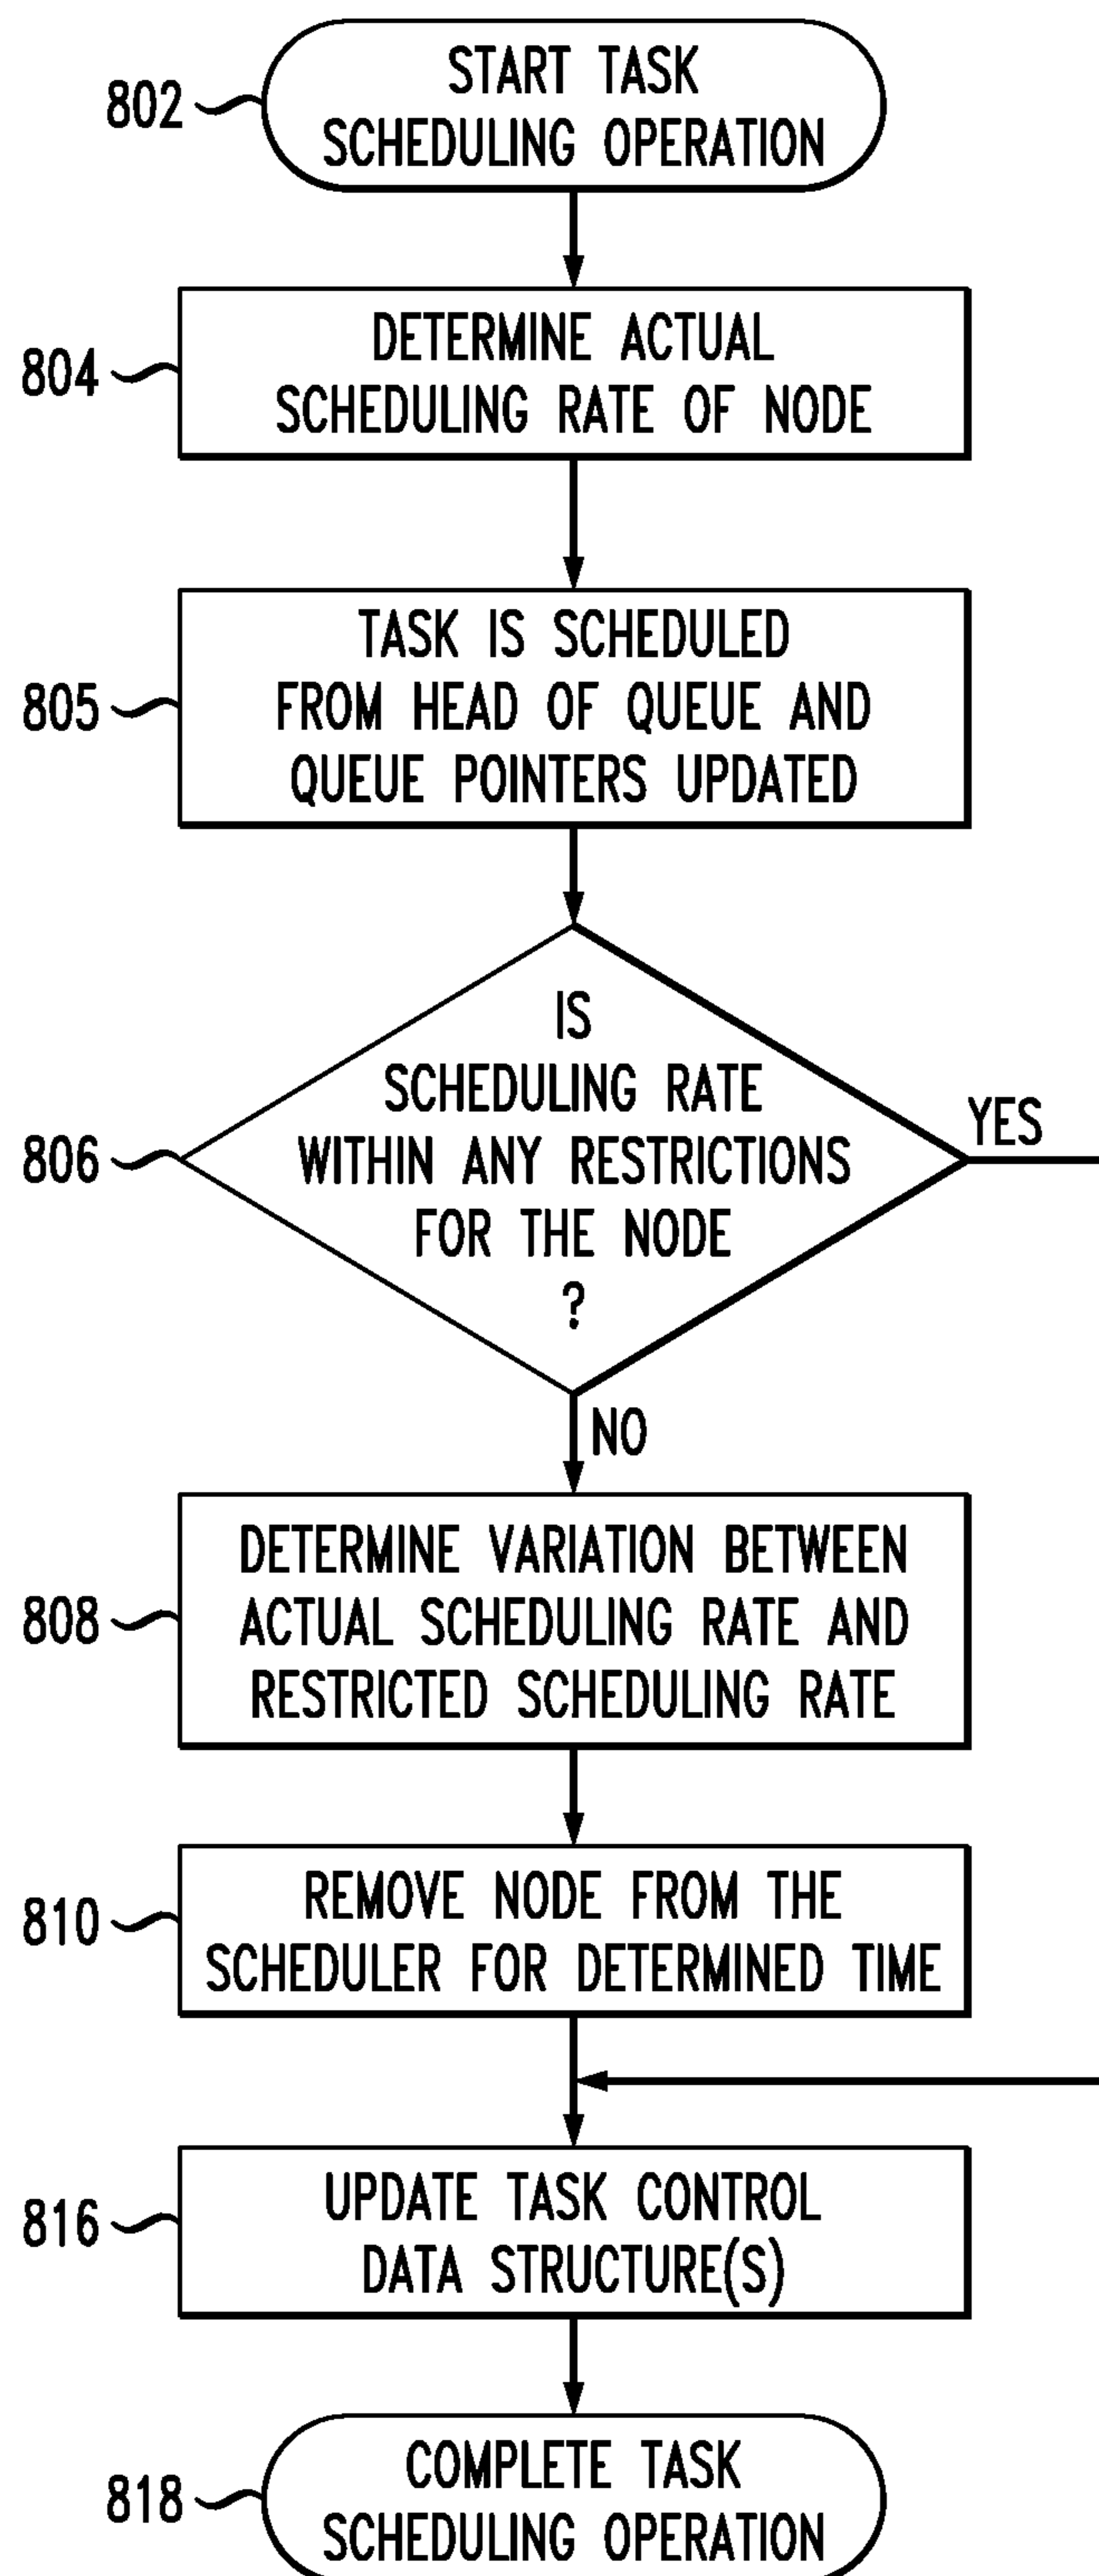 802
START TASK
SCHEDULING OPERATION
804
DETERMINE ACTUAL
SCHEDULING RATE OF NODE
805
TASK IS SCHEDULED
FROM HEAD OF QUEUE AND
QUEUE POINTERS UPDATED
806
IS
SCHEDULING RATE
WITHIN ANY RESTRICTIONS
FOR THE NODE
?
YES
NO
808
DETERMINE VARIATION BETWEEN
ACTUAL SCHEDULING RATE AND
RESTRICTED SCHEDULING RATE
810
REMOVE NODE FROM THE
SCHEDULER FOR DETERMINED TIME
816
UPDATE TASK CONTROL
DATA STRUCTURE(S)
818
COMPLETE TASK
SCHEDULING OPERATION